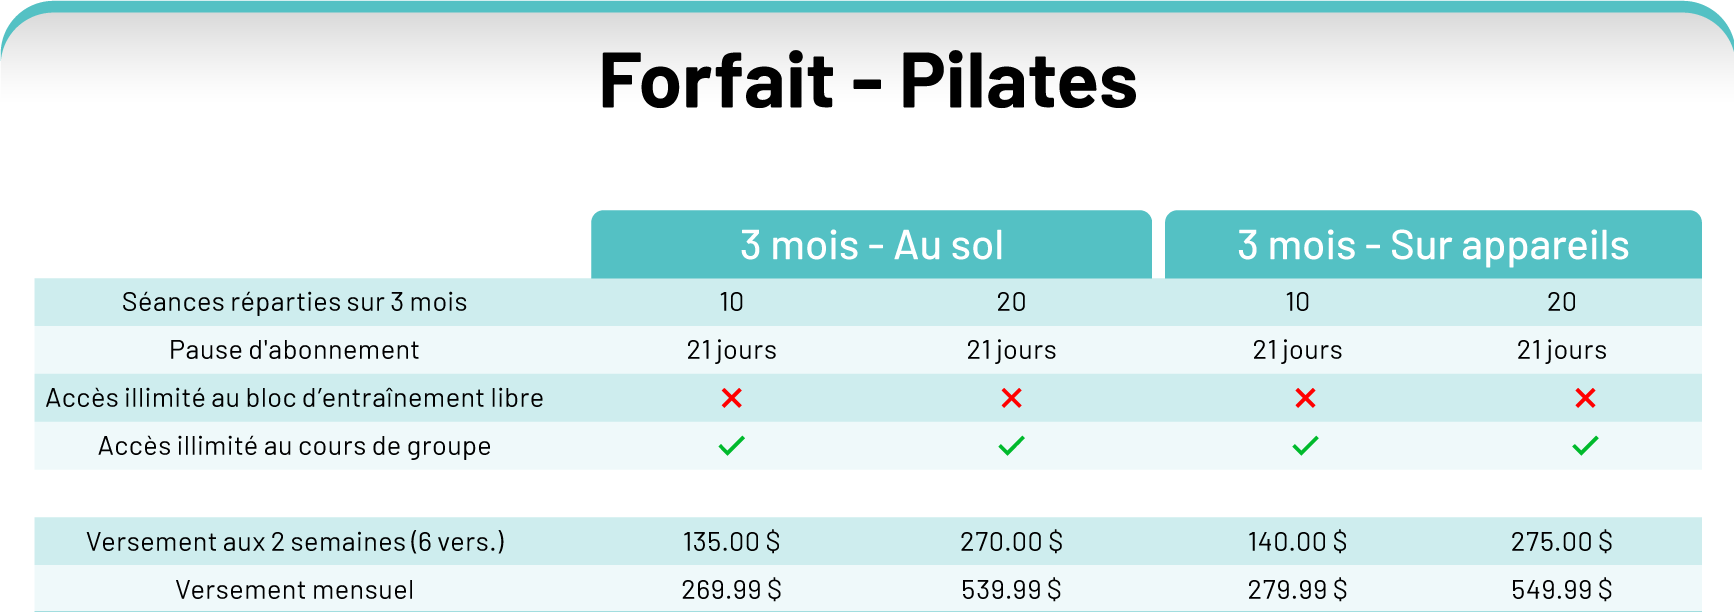 Forfait - Pilates
3 mois - Au sol 3 mois - Sur appareils
Séances réparties sur 3 mois 10 20 10 20
Pause d'abonnement 21 jours 21 jours 21 jours 21 jours
Accès illimité au bloc d’entraînement libre
Accès illimité au cours de groupe
Versement aux 2 semaines (6 vers.) 135.00 $ 270.00 $ 140.00 $ 275.00 $
Versement mensuel 269.99 $ 539.99 $ 279.99 $ 549.99 $